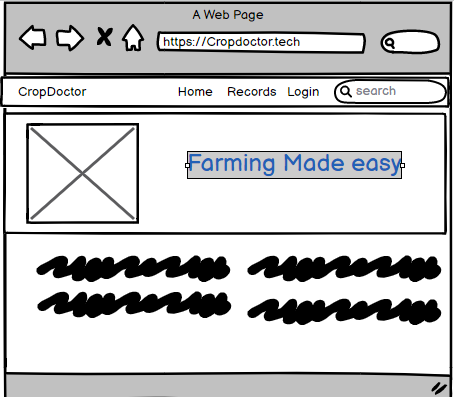 A Web Page
https://Cropdoctor.tech
CropDoctor Home Records Login search
Farming Made easy